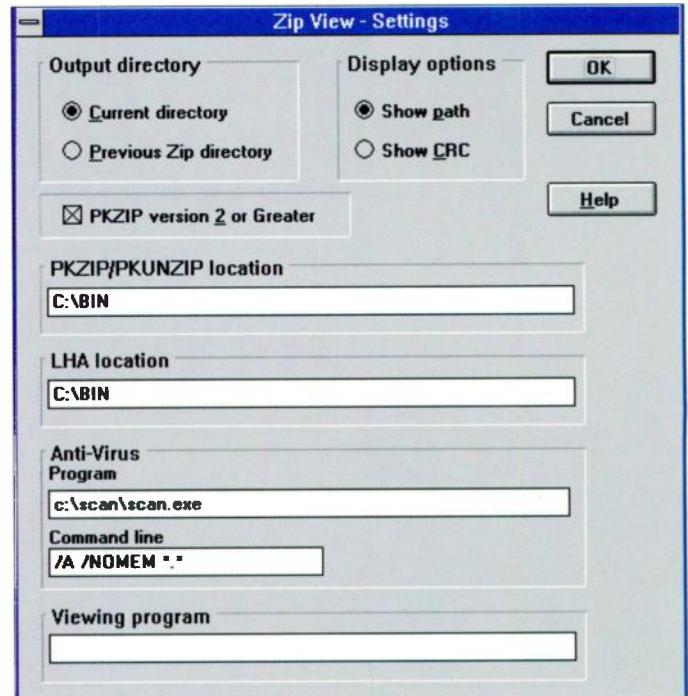 Zip View - Settings
Output directory
Current directory
Previous Zip directory
Display options
Show path
Show CRC
OK
Cancel
Help
PKZIP version 2 or Greater
PKZIP/PKUNZIP location
C:\BIN
LHA location
C:\BIN
Anti-Virus
Program
c:\scan\scan.exe
Command line
/A /NOMEM *.*
Viewing program